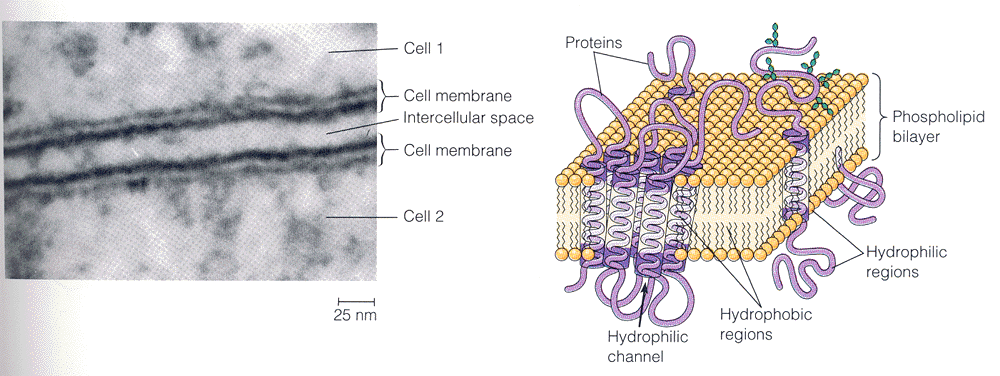 Cell 1
Cell membrane
Intercellular space
Cell membrane
Cell 2
25 nm
Proteins
Phospholipid
bilayer
Hydrophilic
regions
Hydrophobic
regions
Hydrophilic
channel